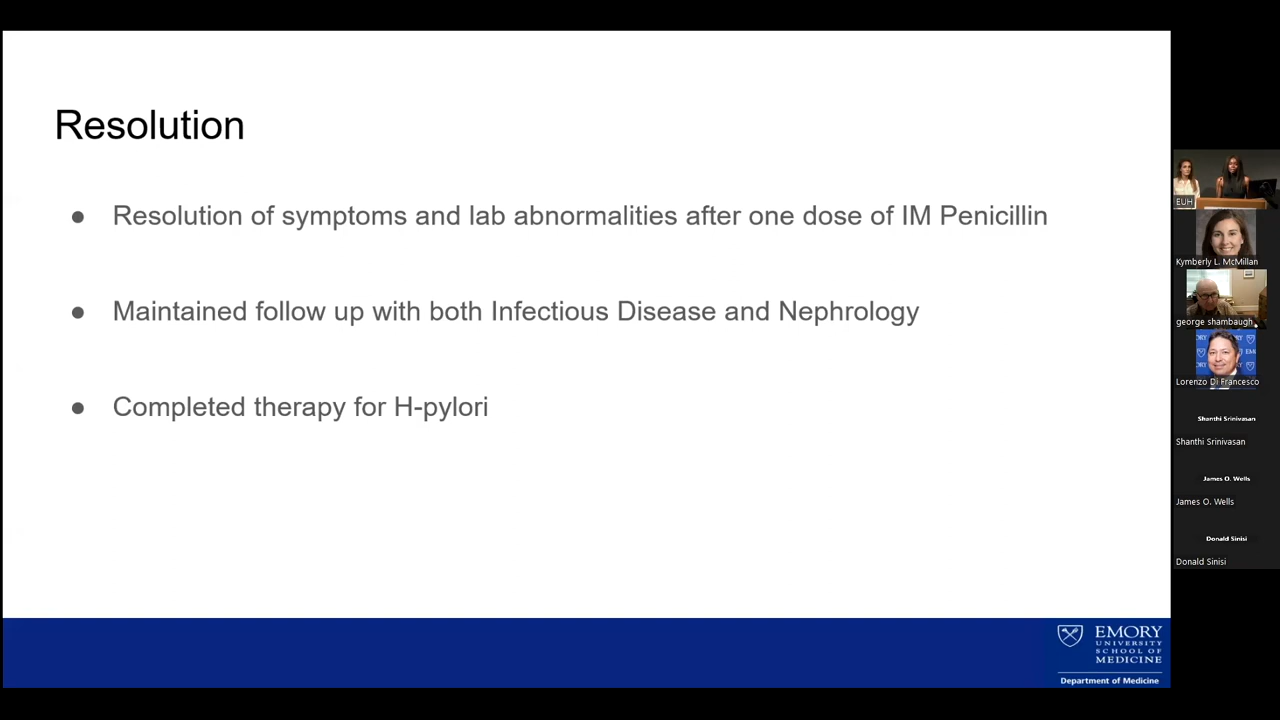 Resolution
● Resolution of symptoms and lab abnormalities after one dose of IM Penicillin
● Maintained follow up with both Infectious Disease and Nephrology
● Completed therapy for H-pylori
EMORY
UNIVERSITY
SCHOOL OF
MEDICINE
Department of Medicine
EUH
Kymberly L. McMillan
george shambaugh
Lorenzo Di Francesco
Shanthi Srinivasan
Shanthi Srinivasan
James O. Wells
James O. Wells
Donald Sinisi
Donald Sinisi